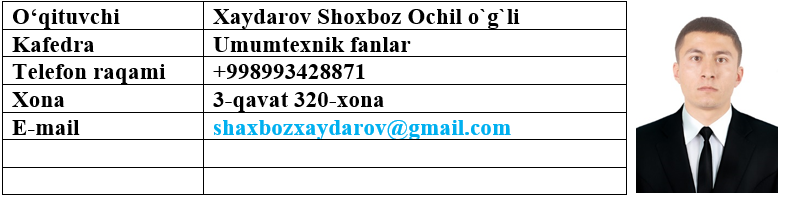 O‘qituvchi Xaydarov Shoxboz Ochil o`g`li
Kafedra Umumtexnik fanlar
Telefon raqami +998993428871
Xona 3-qavat 320-xona
E-mail shaxbozxaydarov@gmail.com